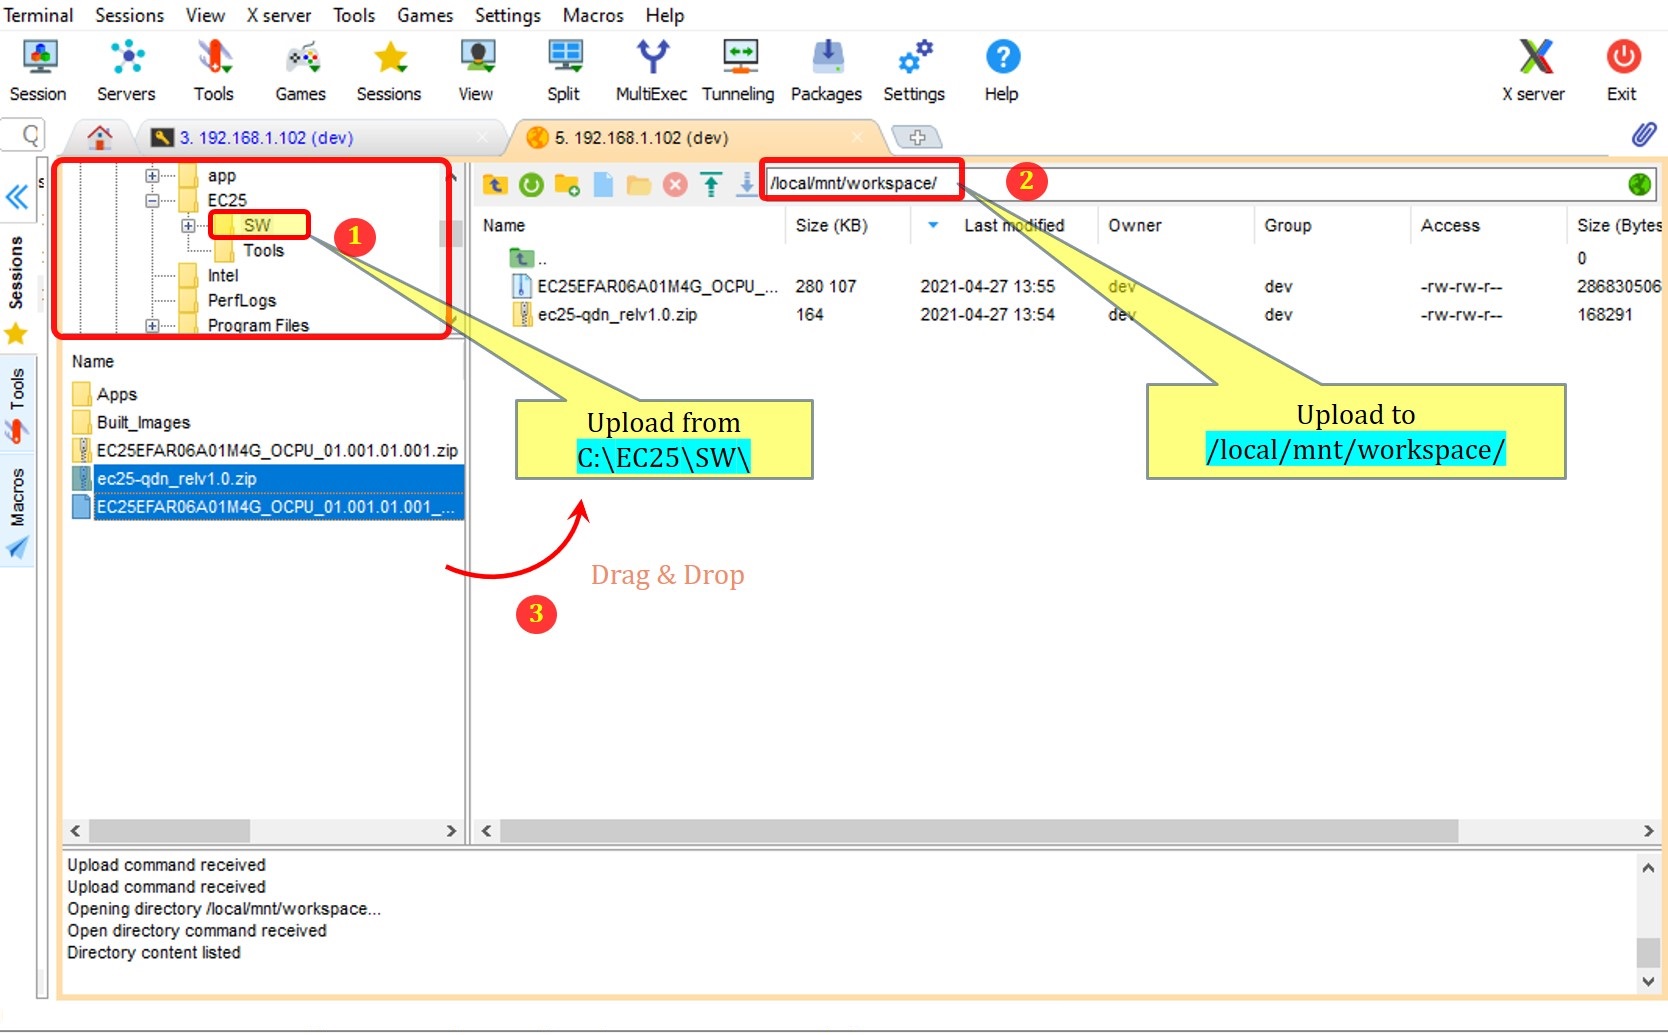 Terminal Sessions View X server Tools Games Settings Macros Help
Session Servers Tools Games Sessions View Split MultiExec Tunneling Packages Settings Help X server Exit
3. 192.168.1.102 (dev) 5. 192.168.1.102 (dev)
Sessions
Tools
Macros
app
EC25
SW
Tools
Intel
PerfLogs
Program Files
1
/local/mnt/workspace/
2
Name Size (KB) Last modified Owner Group Access Size (Bytes
.. 0
EC25EFAR06A01M4G_OCPU_... 280 107 2021-04-27 13:55 dev dev -rw-rw-r-- 286830506
ec25-qdn_relv1.0.zip 164 2021-04-27 13:54 dev dev -rw-rw-r-- 168291
Name
Apps
Built_Images
EC25EFAR06A01M4G_OCPU_01.001.01.001.zip
ec25-qdn_relv1.0.zip
EC25EFAR06A01M4G_OCPU_01.001.01.001_...
Upload from
C:\EC25\SW\
Upload to
/local/mnt/workspace/
Drag & Drop
3
Upload command received
Upload command received
Opening directory /local/mnt/workspace...
Open directory command received
Directory content listed